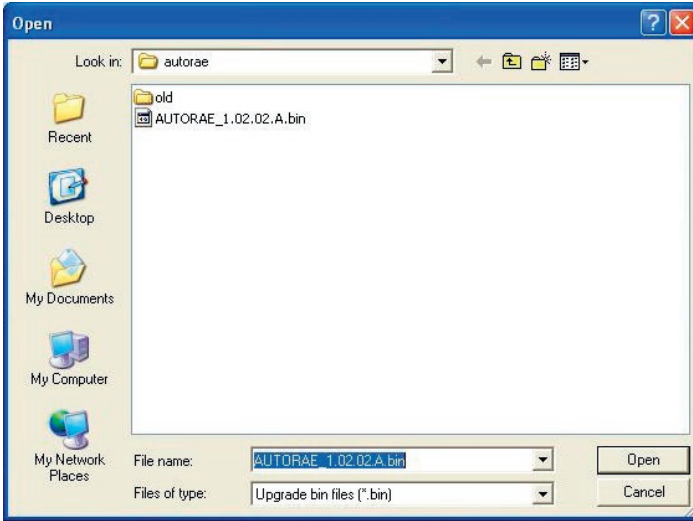 Open
Look in: autorae
old
AUTORAE_1.02.02.A.bin
Recent
Desktop
My Documents
My Computer
My Network
Places
File name: AUTORAE_1.02.02.A.bin Open
Files of type: Upgrade bin files (*.bin) Cancel